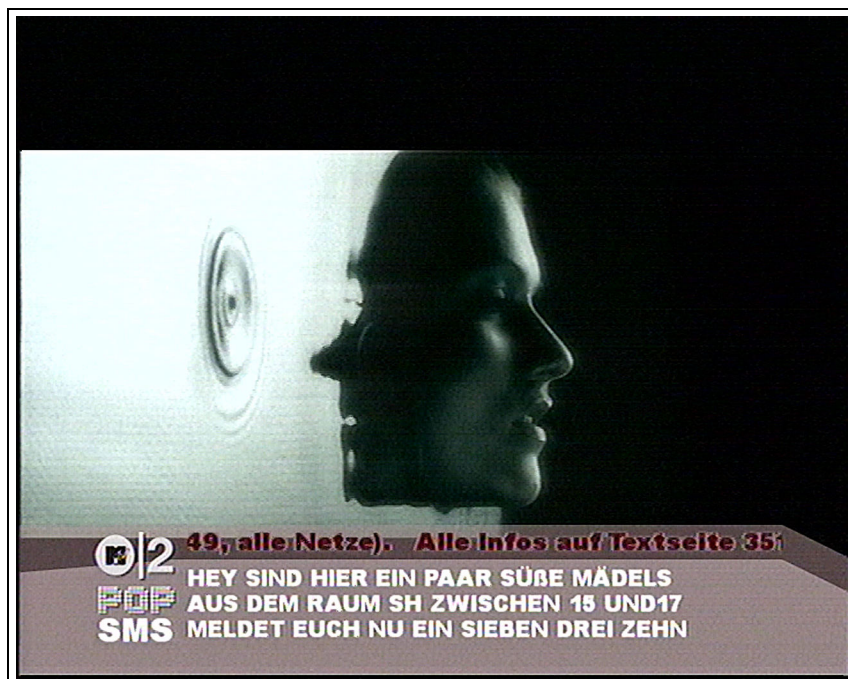 49, alle Netze). Alle Infos auf Textseite 351
M|2
HEY SIND HIER EIN PAAR SÜßE MÄDELS
POP
AUS DEM RAUM SH ZWISCHEN 15 UND17
SMS
MELDET EUCH NU EIN SIEBEN DREI ZEHN